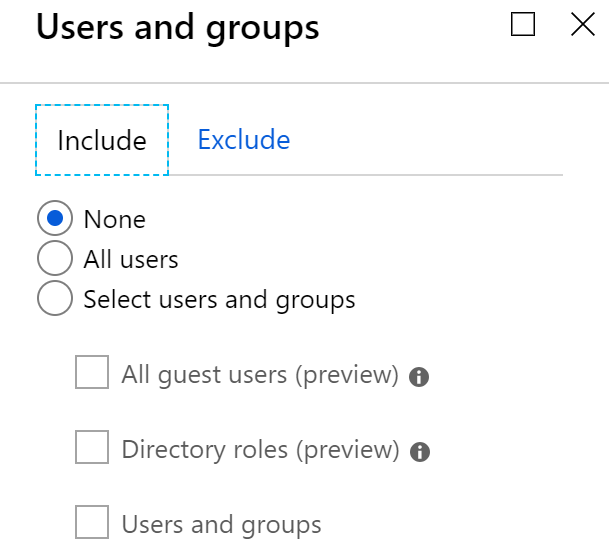 Users and groups
Include Exclude
None
All users
Select users and groups
All guest users (preview)
Directory roles (preview)
Users and groups